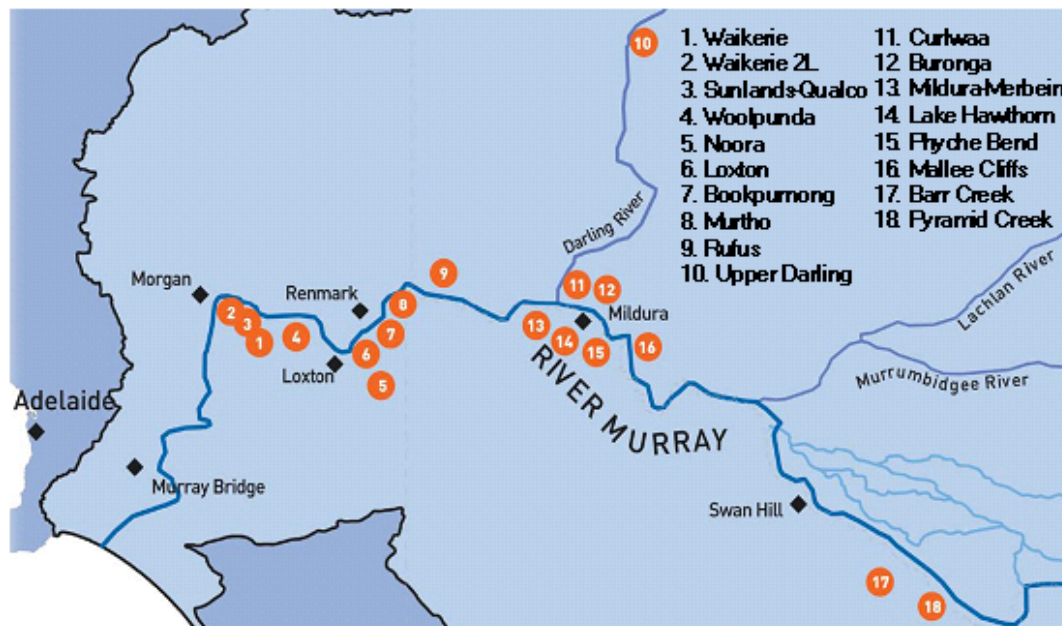 1. Waikerie
2. Waikerie 2L
3. Sunlands-Qualco
4. Woolpunda
5. Noora
6. Loxton
7. Bookpurnong
8. Murtho
9. Rufus
10. Upper Darling
11. Curlwaa
12. Buronga
13. Mildura-Merbein
14. Lake Hawthorn
15. Phyche Bend
16. Mallee Cliffs
17. Barr Creek
18. Pyramid Creek
10
Darling River
Lachlan River
Murrumbidgee River
Morgan
Renmark
Mildura
Loxton
Adelaide
Murray Bridge
Swan Hill
RIVER MURRAY
2
3
1
4
6
5
7
8
9
11
12
13
14
15
16
17
18